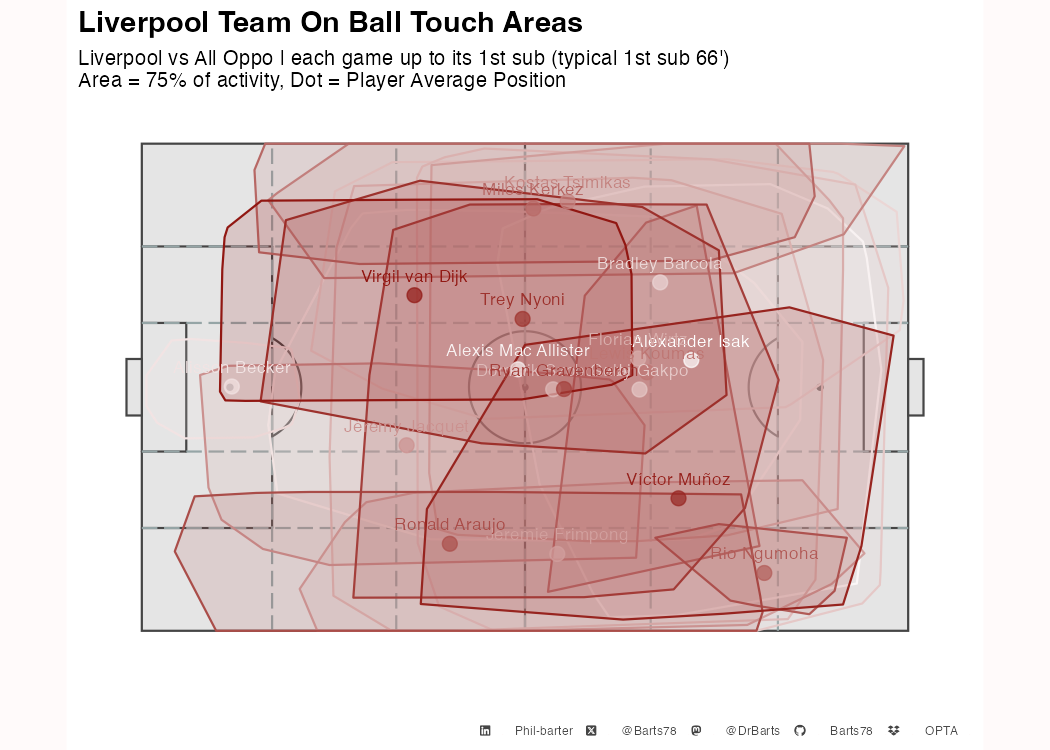 Liverpool Team On Ball Touch Areas
Liverpool vs All Oppo I each game up to its 1st sub (typical 1st sub 66')
Area = 75% of activity, Dot = Player Average Position
Kostas Tsimikas
Milos Kerkez
Bradley Barcola
Virgil van Dijk
Trey Nyoni
Alexander Isak
Alexis Mac Allister
Koumas
Becker
Ryan Gravenberch
Gakpo
Jeremy Jacquet
Víctor Muñoz
Ronald Araujo
Jeremie Frimpong
Rio Ngumoha
Phil-barter @Barts78 @DrBarts Barts78 OPTA